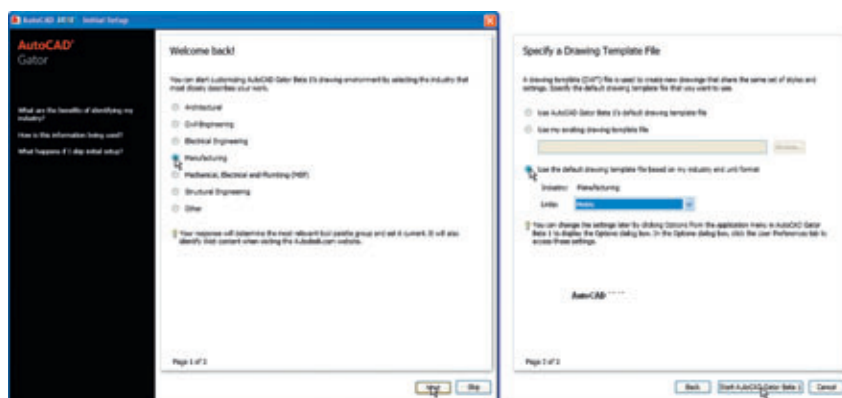 AutoCAD 2010 - Initial Setup
AutoCAD'
Gator
What are the benefits of identifying my
industry?
How is this information being used?
What happens if I skip initial setup?
Welcome back!
You can start customizing AutoCAD Gator Beta 1's drawing environment by selecting the industry that
most closely describes your work.
Architectural
Civil Engineering
Electrical Engineering
Manufacturing
Mechanical, Electrical and Plumbing (MEP)
Structural Engineering
Other
Your response will determine the most relevant tool palette group and set it current. It will also
identify Web content when visiting the Autodesk.com website.
Page 1 of 2
Next
Skip
Specify a Drawing Template File
A drawing template (DWT) file is used to create new drawings that share the same set of styles and
settings. Specify the default drawing template file that you want to use.
Use AutoCAD Gator Beta 1's default drawing template file
Use my existing drawing template file
Browse...
Use the default drawing template file based on my industry and unit format
Industry: Manufacturing
Units: Metric
You can change the settings later by clicking Options from the application menu in AutoCAD Gator
Beta 1 to display the Options dialog box. In the Options dialog box, click the User Preferences tab to
access these settings.
AutoCAD
Page 2 of 2
Back
Start AutoCAD Gator Beta 1
Cancel